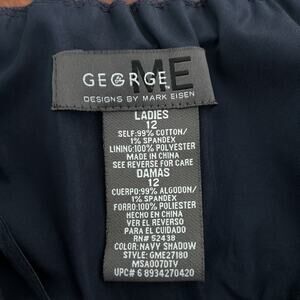 GEORGE ME
DESIGNS BY MARK EISEN
LADIES
12
SELF:99% COTTON/
1% SPANDEX
LINING:100% POLYESTER
MADE IN CHINA
SEE REVERSE FOR CARE
DAMAS
12
CUERPO:99% ALGODON/
1% SPANDEX
FORRO:100% POLYESTER
HECHO EN CHINA
VER EL REVERSO
PARA EL CUIDADO
RN# 52438
COLOR:NAVY SHADOW
STYLE: GME27180
MSA007DTV
UPC# 6 8934270420